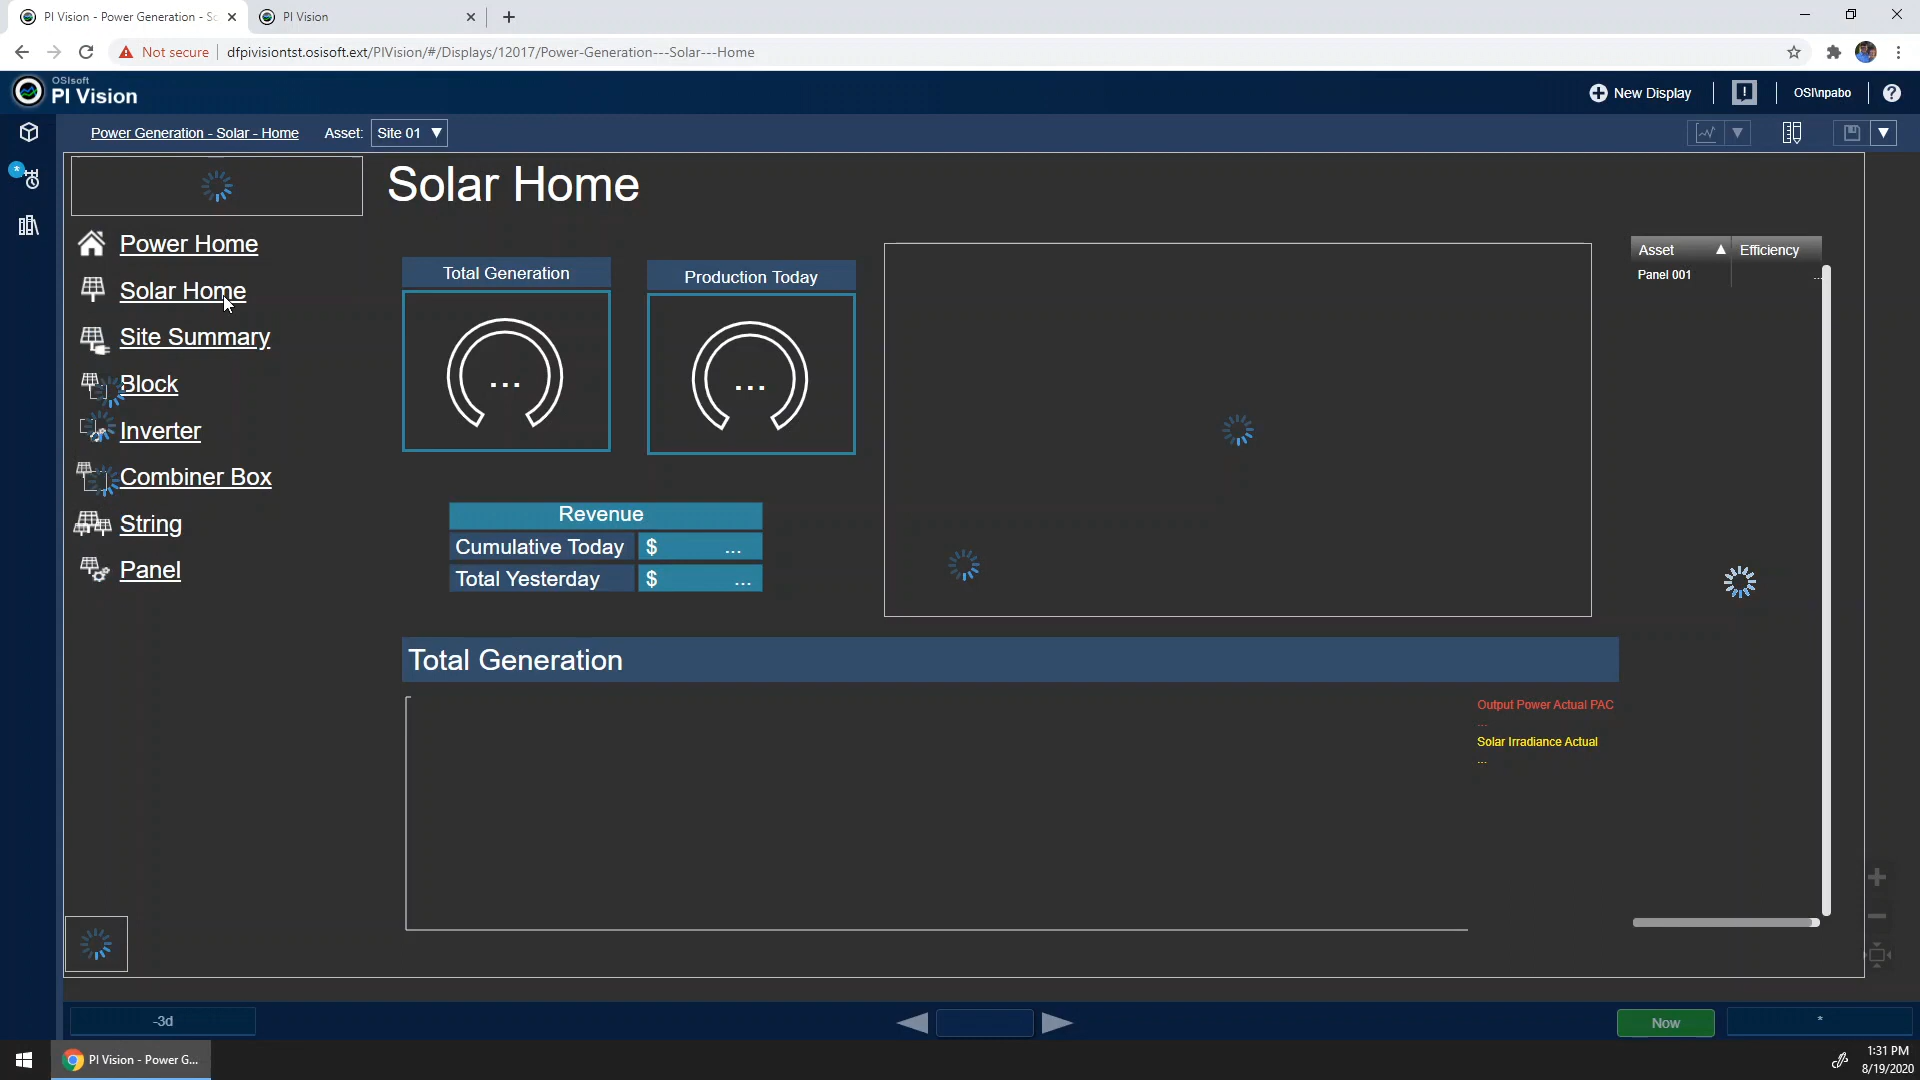 PI Vision - Power Generation - Sc
PI Vision
Not secure
dfpivisiontst.osisoft.ext/PIVision/#/Displays/12017/Power-Generation---Solar---Home
OSIsoft
PI Vision
New Display
OSI\npabo
Power Generation - Solar - Home
Asset:
Site 01
Solar Home
Power Home
Solar Home
Site Summary
Block
Inverter
Combiner Box
String
Panel
Total Generation
...
Production Today
...
Revenue
Cumulative Today $ ...
Total Yesterday $ ...
Asset Efficiency
Panel 001 ...
Total Generation
Output Power Actual PAC
...
Solar Irradiance Actual
...
-3d
Now
*
PI Vision - Power G...
1:31 PM
8/19/2020